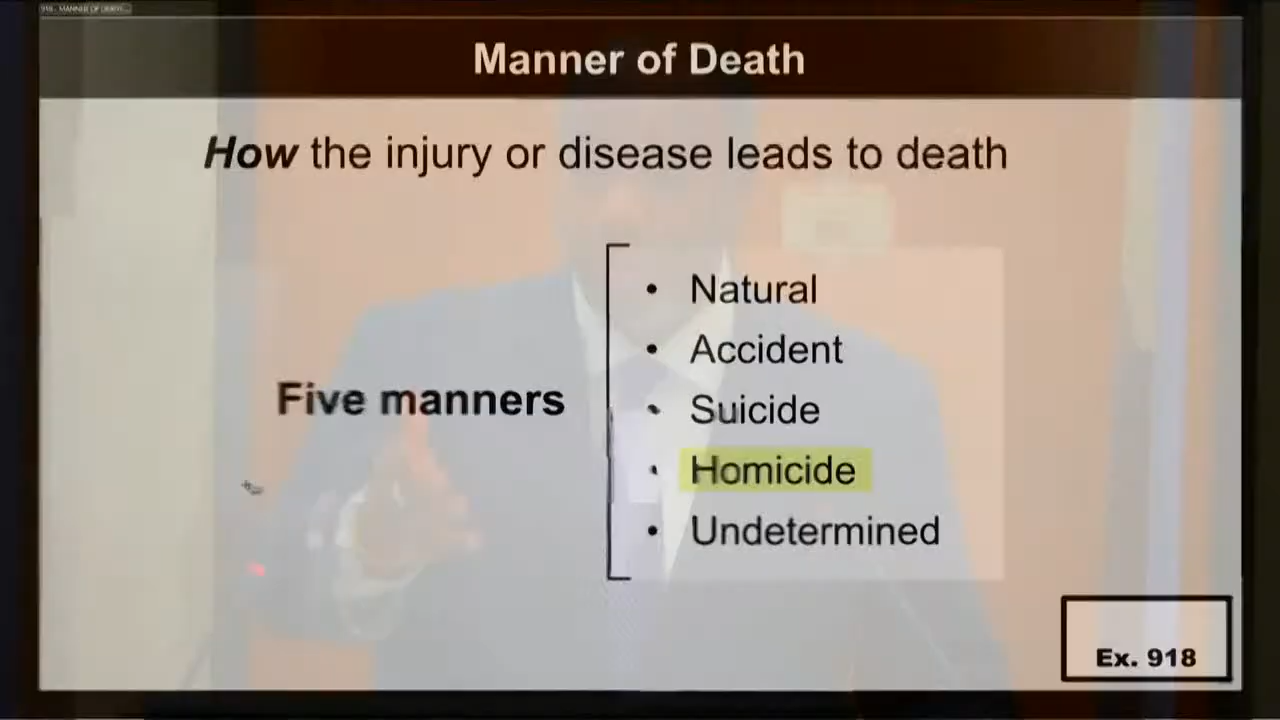 Manner of Death
How the injury or disease leads to death
Five manners
• Natural
• Accident
• Suicide
• Homicide
• Undetermined
Ex. 918